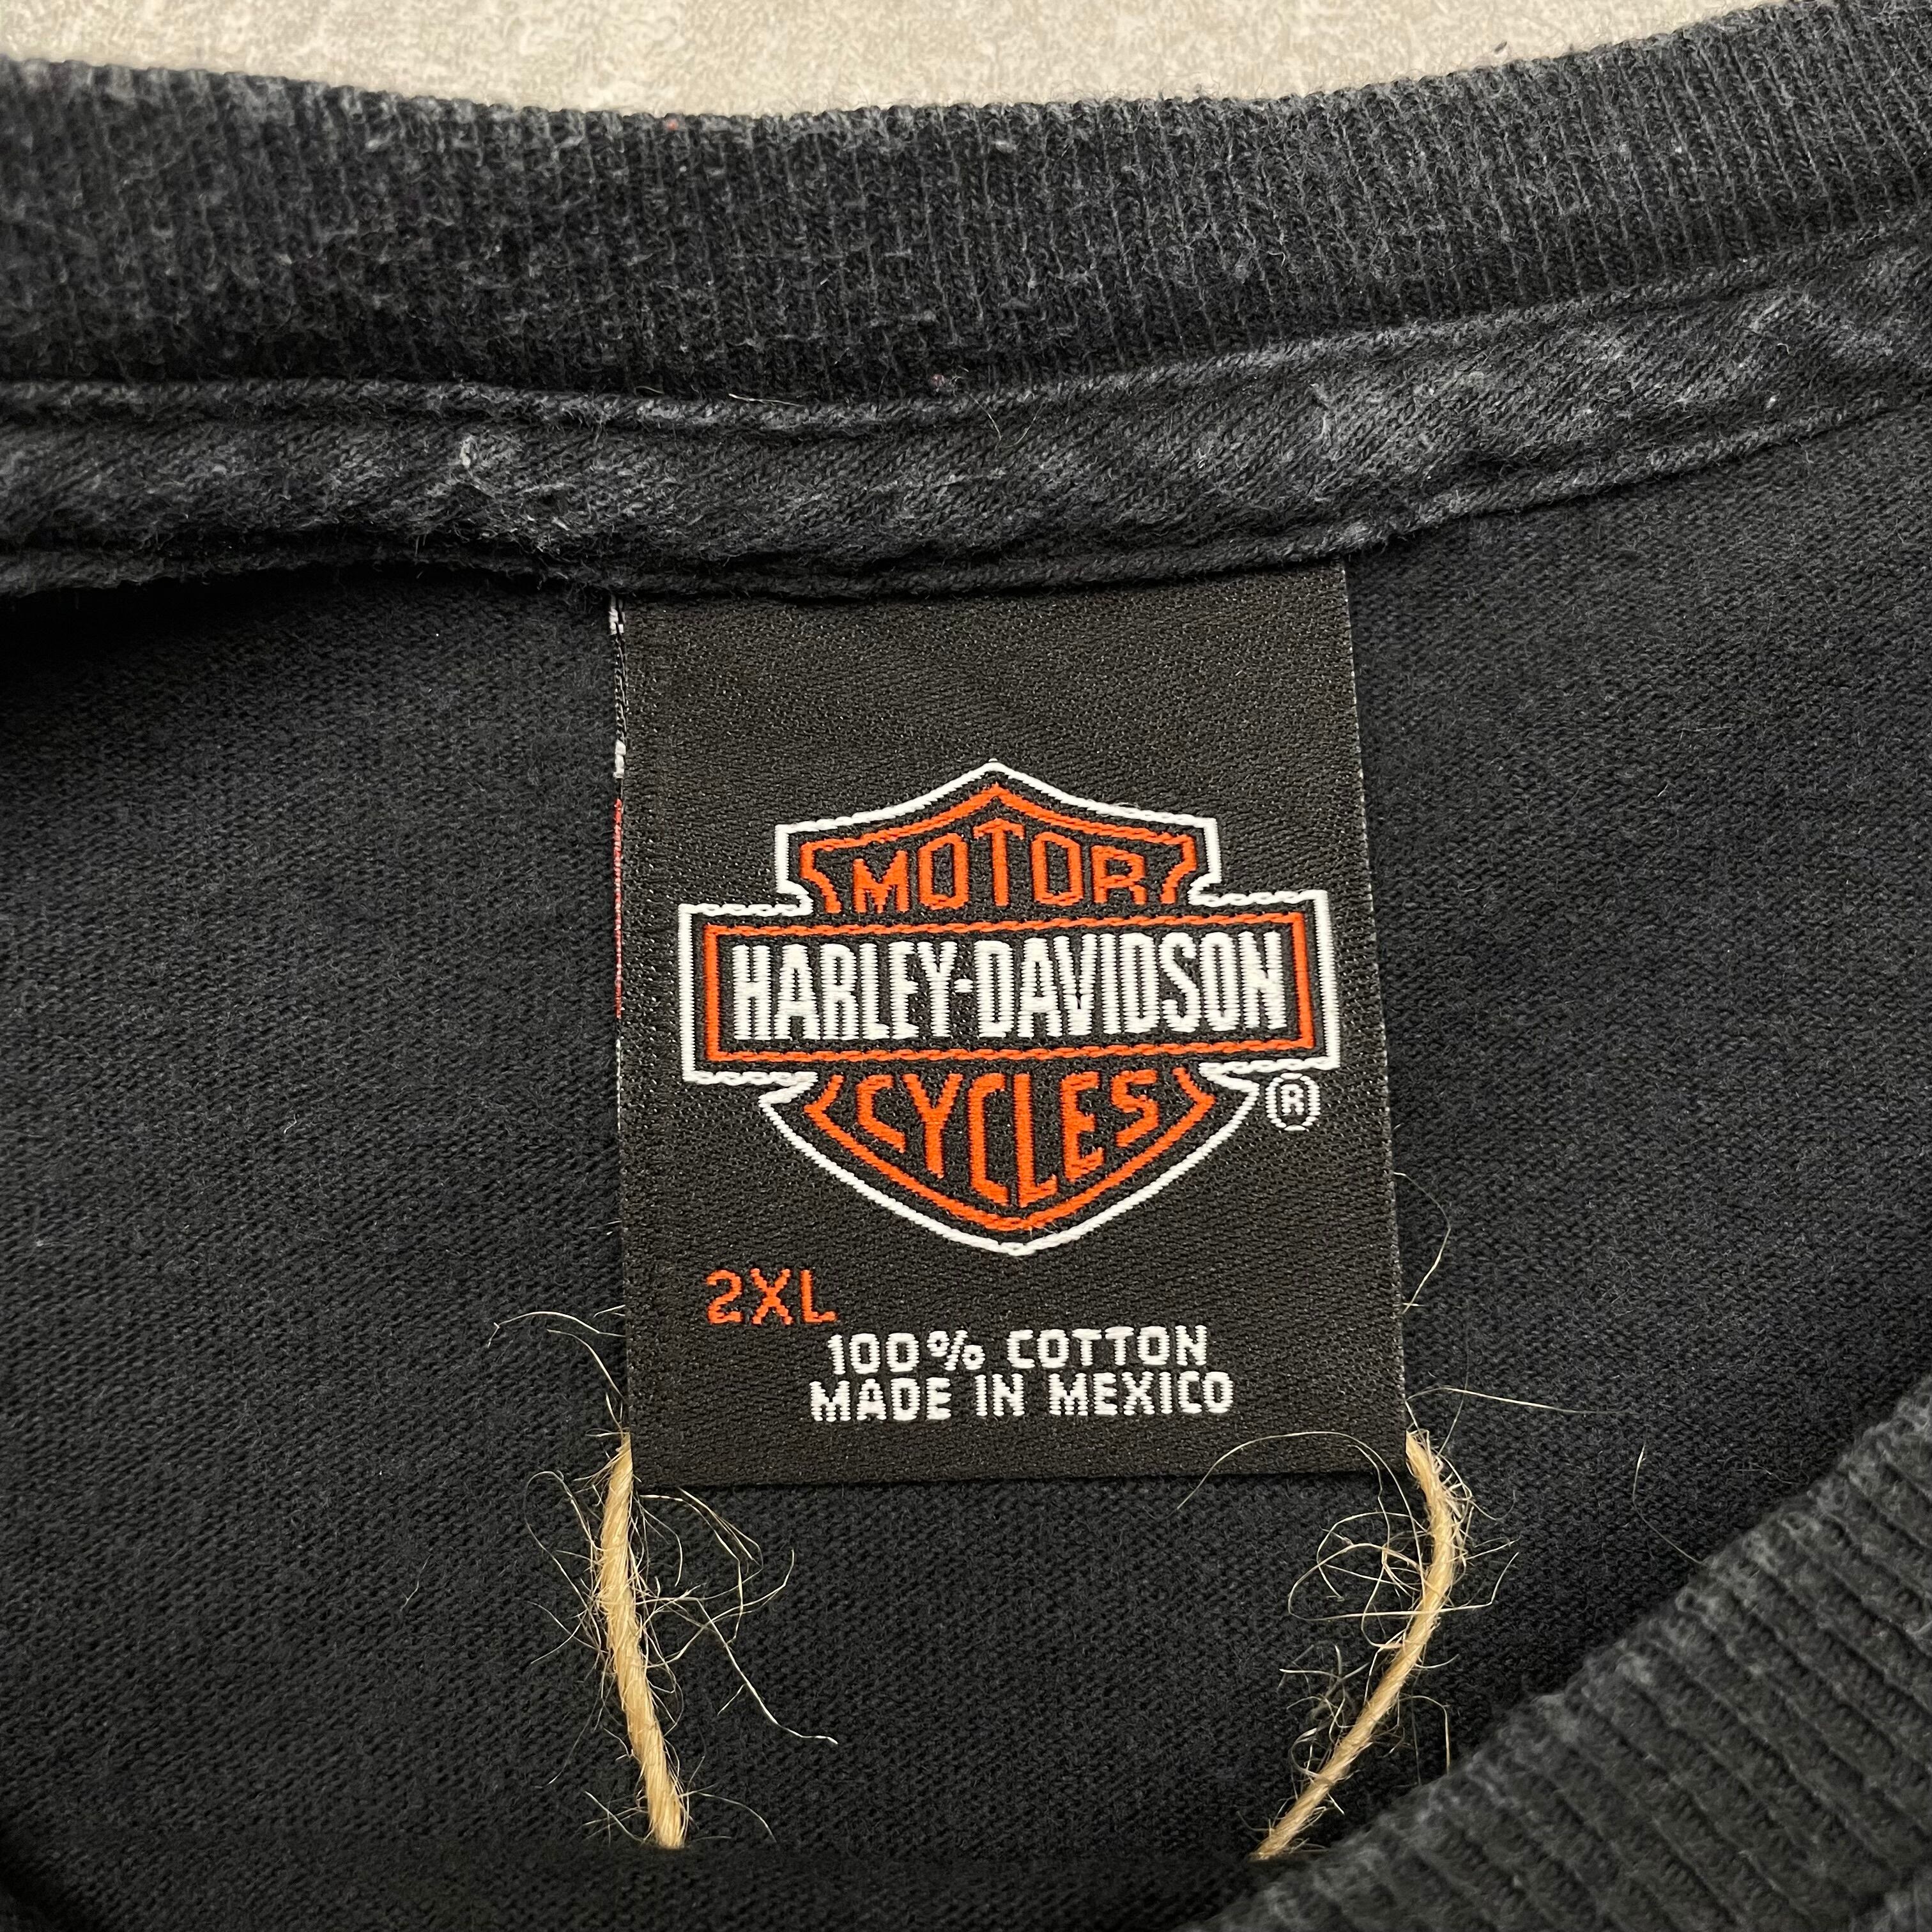 MOTOR
HARLEY-DAVIDSON
CYCLES
®
2XL
100% COTTON
MADE IN MEXICO